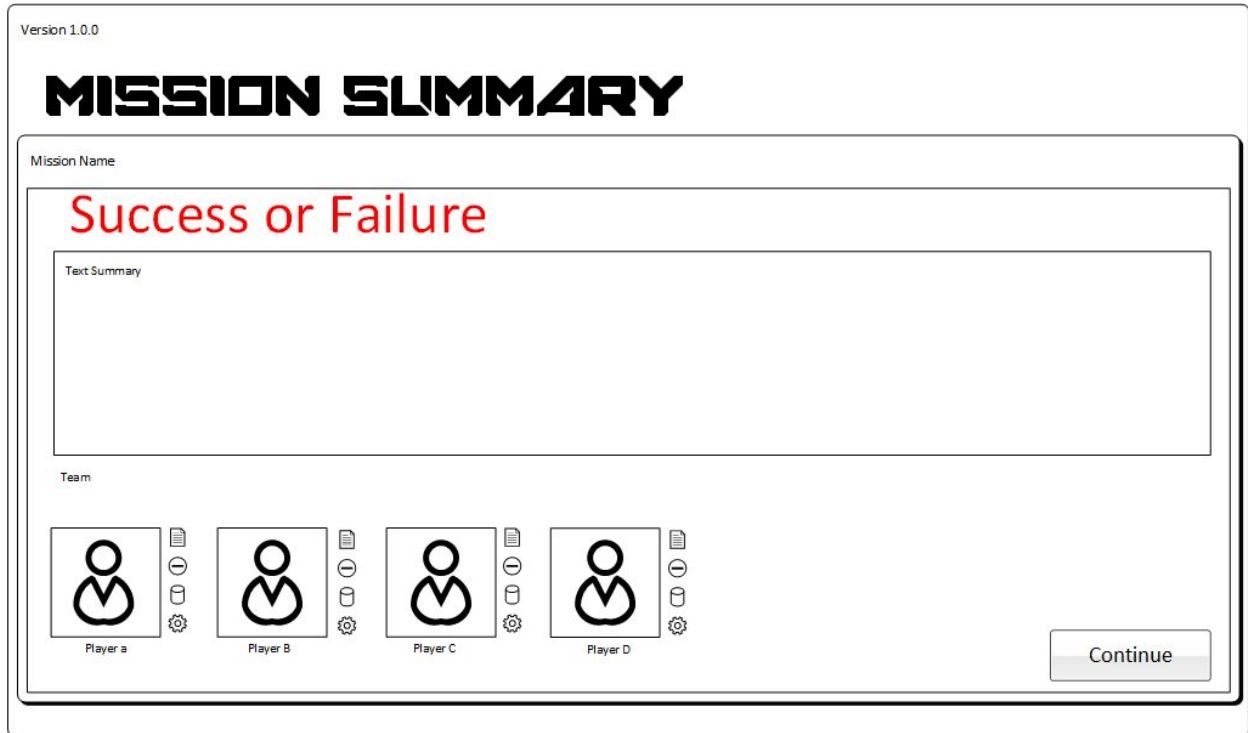 Version 1.0.0
MISSION SUMMARY
Mission Name
Success or Failure
Text Summary
Team
Player a
Player B
Player C
Player D
Continue